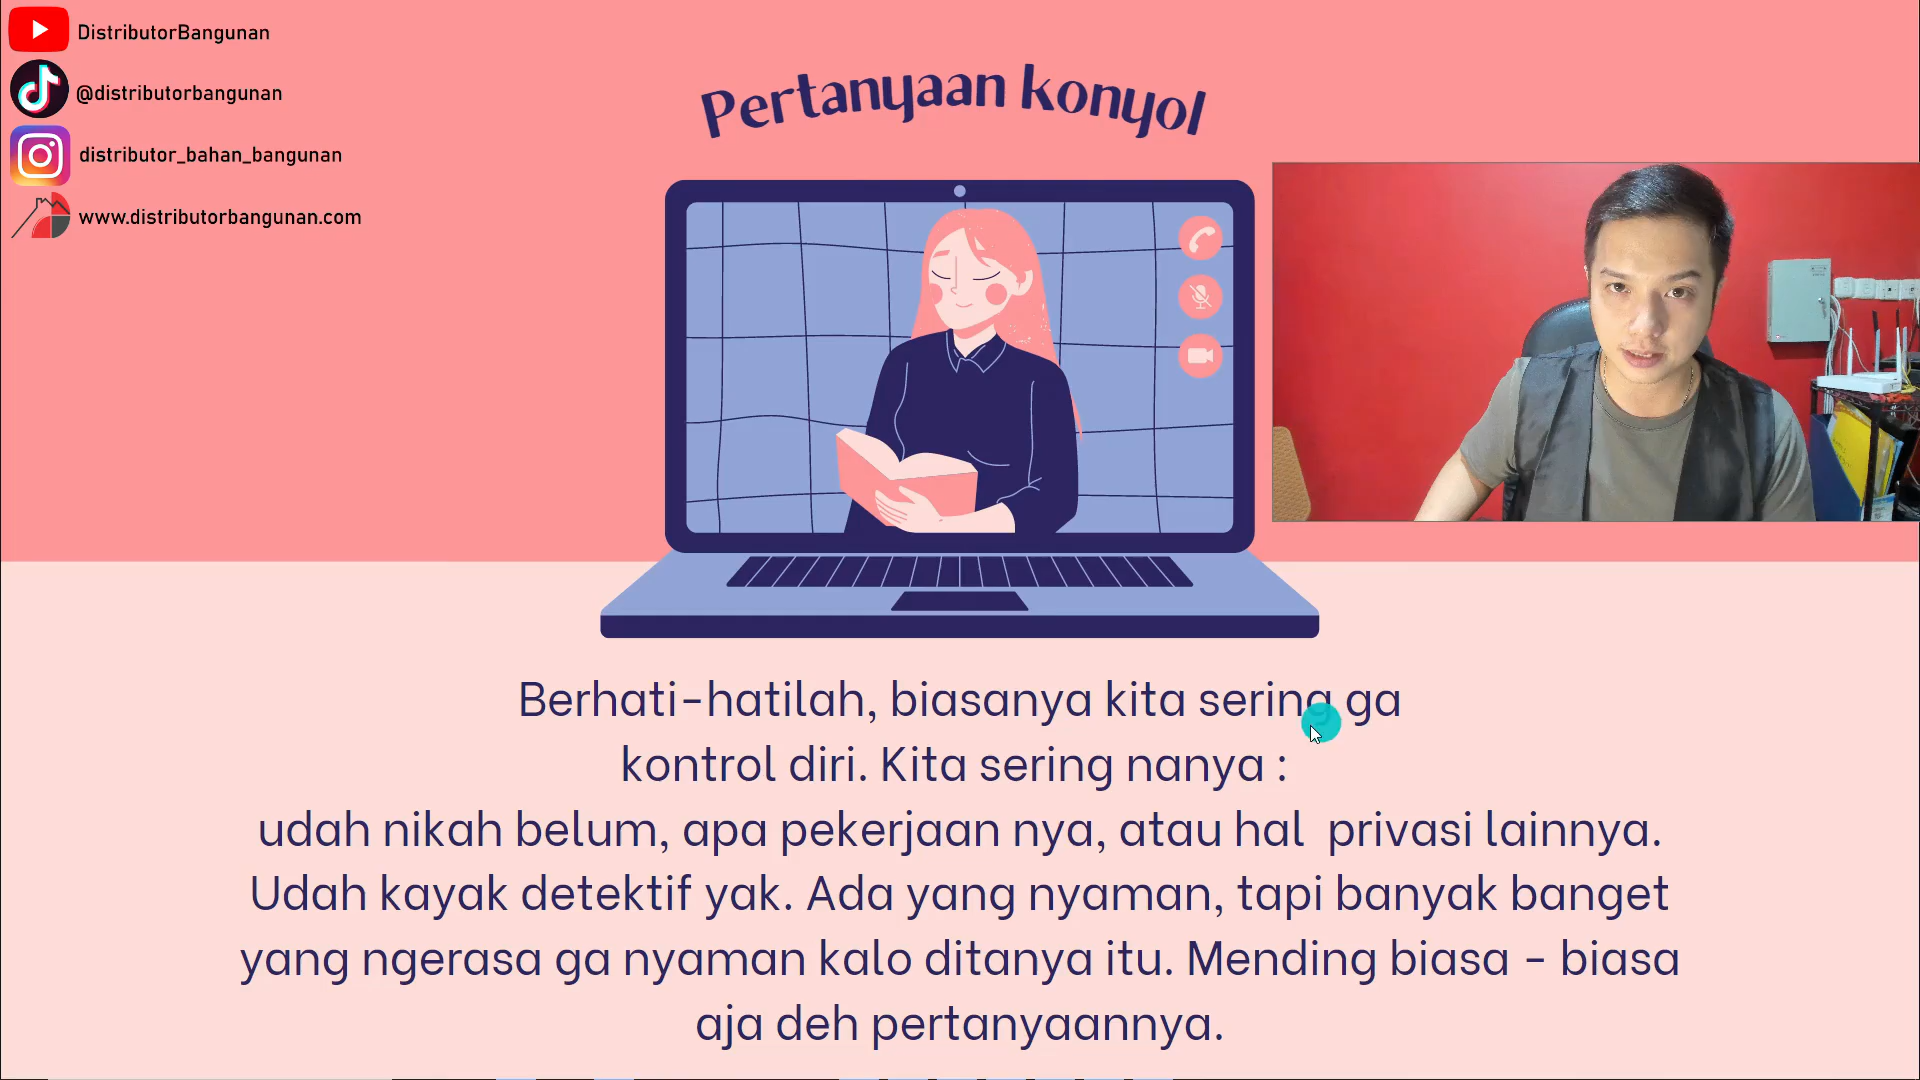 DistributorBangunan
@distributorbangunan
distributor_bahan_bangunan
www.distributorbangunan.com
Pertanyaan konyol
Berhati-hatilah, biasanya kita sering ga
kontrol diri. Kita sering nanya :
udah nikah belum, apa pekerjaan nya, atau hal privasi lainnya.
Udah kayak detektif yak. Ada yang nyaman, tapi banyak banget
yang ngerasa ga nyaman kalo ditanya itu. Mending biasa - biasa
aja deh pertanyaannya.